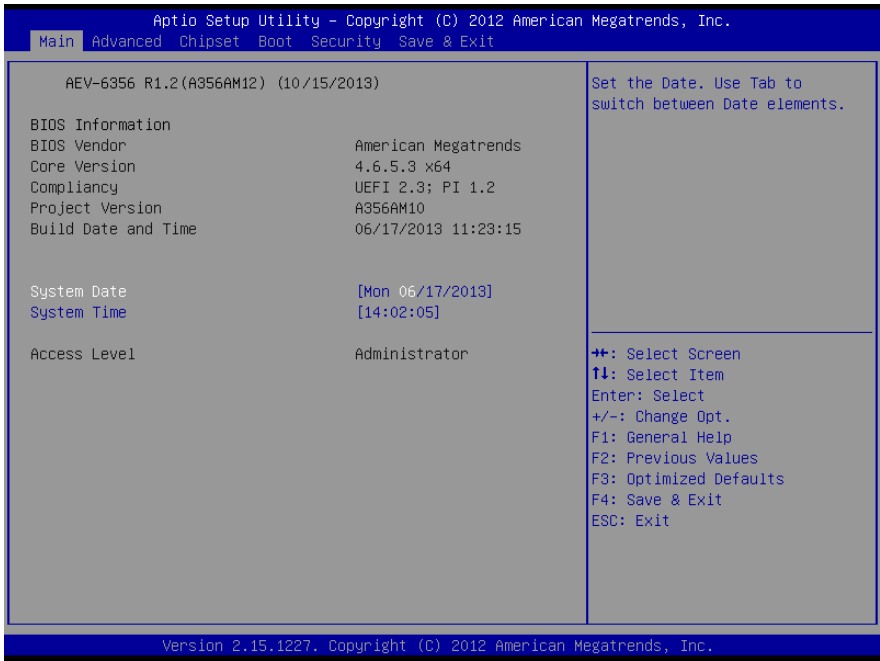 Aptio Setup Utility – Copyright (C) 2012 American Megatrends, Inc.
Main Advanced Chipset Boot Security Save & Exit
AEV-6356 R1.2(A356AM12) (10/15/2013)
BIOS Information
BIOS Vendor American Megatrends
Core Version 4.6.5.3 x64
Compliancy UEFI 2.3; PI 1.2
Project Version A356AM10
Build Date and Time 06/17/2013 11:23:15
System Date [Mon 06/17/2013]
System Time [14:02:05]
Access Level Administrator
Set the Date. Use Tab to
switch between Date elements.
→←: Select Screen
↑↓: Select Item
Enter: Select
+/-: Change Opt.
F1: General Help
F2: Previous Values
F3: Optimized Defaults
F4: Save & Exit
ESC: Exit
Version 2.15.1227. Copyright (C) 2012 American Megatrends, Inc.